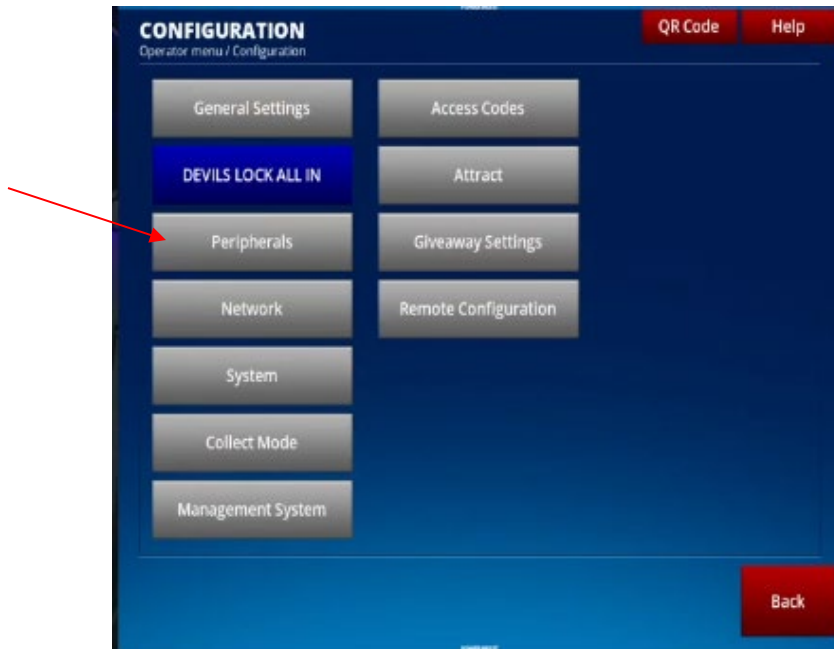 CONFIGURATION
Operator menu / Configuration
QR Code
Help
General Settings
Access Codes
DEVILS LOCK ALL IN
Attract
Peripherals
Giveaway Settings
Network
Remote Configuration
System
Collect Mode
Management System
Back